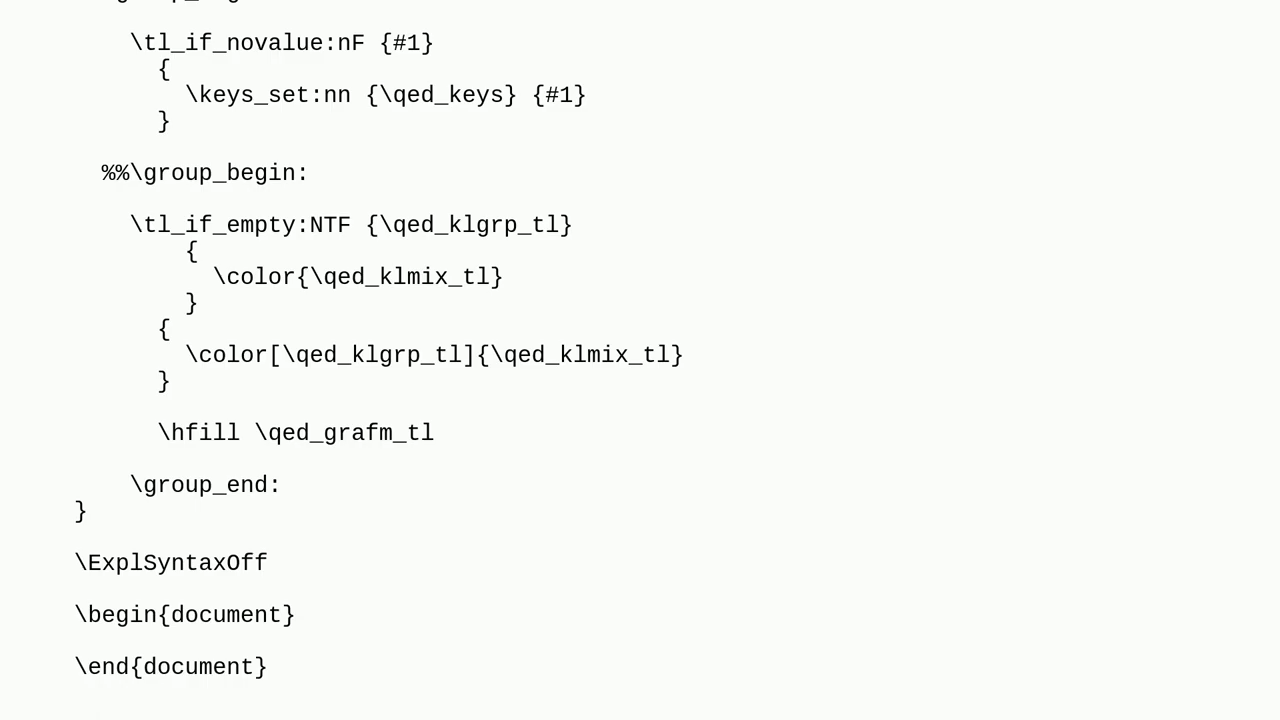 \tl_if_novalue:nF {#1}
{
\keys_set:nn {\qed_keys} {#1}
}
%%\group_begin:
\tl_if_empty:NTF {\qed_klgrp_tl}
{
\color{\qed_klmix_tl}
}
{
\color[\qed_klgrp_tl]{\qed_klmix_tl}
}
\hfill \qed_grafm_tl
\group_end:
}
\ExplSyntaxOff
\begin{document}
\end{document}